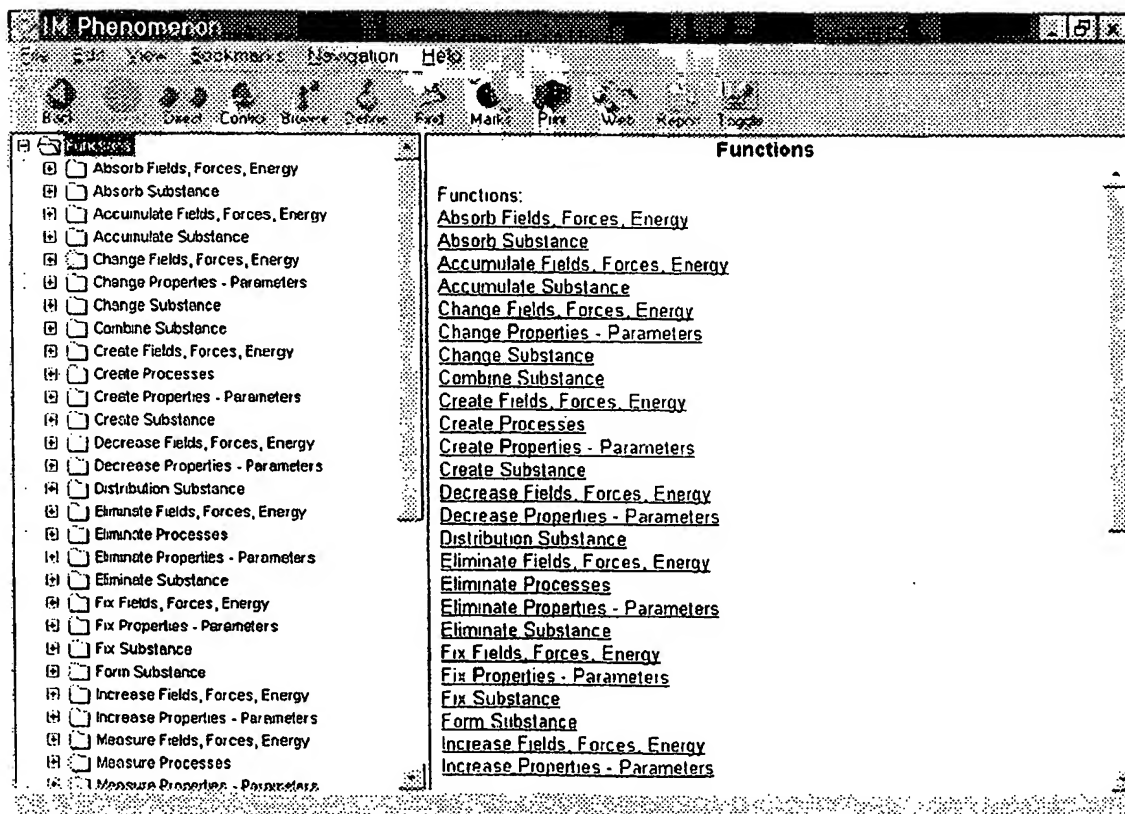 IM Phenomenon
File Edit View Bookmarks Navigation Help
Back Direct Control Browse Define Find Marks Print Web Report Toggle
Functions
Absorb Fields, Forces, Energy
Absorb Substance
Accumulate Fields, Forces, Energy
Accumulate Substance
Change Fields, Forces, Energy
Change Properties - Parameters
Change Substance
Combine Substance
Create Fields, Forces, Energy
Create Processes
Create Properties - Parameters
Create Substance
Decrease Fields, Forces, Energy
Decrease Properties - Parameters
Distribution Substance
Eliminate Fields, Forces, Energy
Eliminate Processes
Eliminate Properties - Parameters
Eliminate Substance
Fix Fields, Forces, Energy
Fix Properties - Parameters
Fix Substance
Form Substance
Increase Fields, Forces, Energy
Increase Properties - Parameters
Measure Fields, Forces, Energy
Measure Processes
Measure Properties - Parameters
Functions
Functions:
Absorb Fields, Forces, Energy
Absorb Substance
Accumulate Fields, Forces, Energy
Accumulate Substance
Change Fields, Forces, Energy
Change Properties - Parameters
Change Substance
Combine Substance
Create Fields, Forces, Energy
Create Processes
Create Properties - Parameters
Create Substance
Decrease Fields, Forces, Energy
Decrease Properties - Parameters
Distribution Substance
Eliminate Fields, Forces, Energy
Eliminate Processes
Eliminate Properties - Parameters
Eliminate Substance
Fix Fields, Forces, Energy
Fix Properties - Parameters
Fix Substance
Form Substance
Increase Fields, Forces, Energy
Increase Properties - Parameters